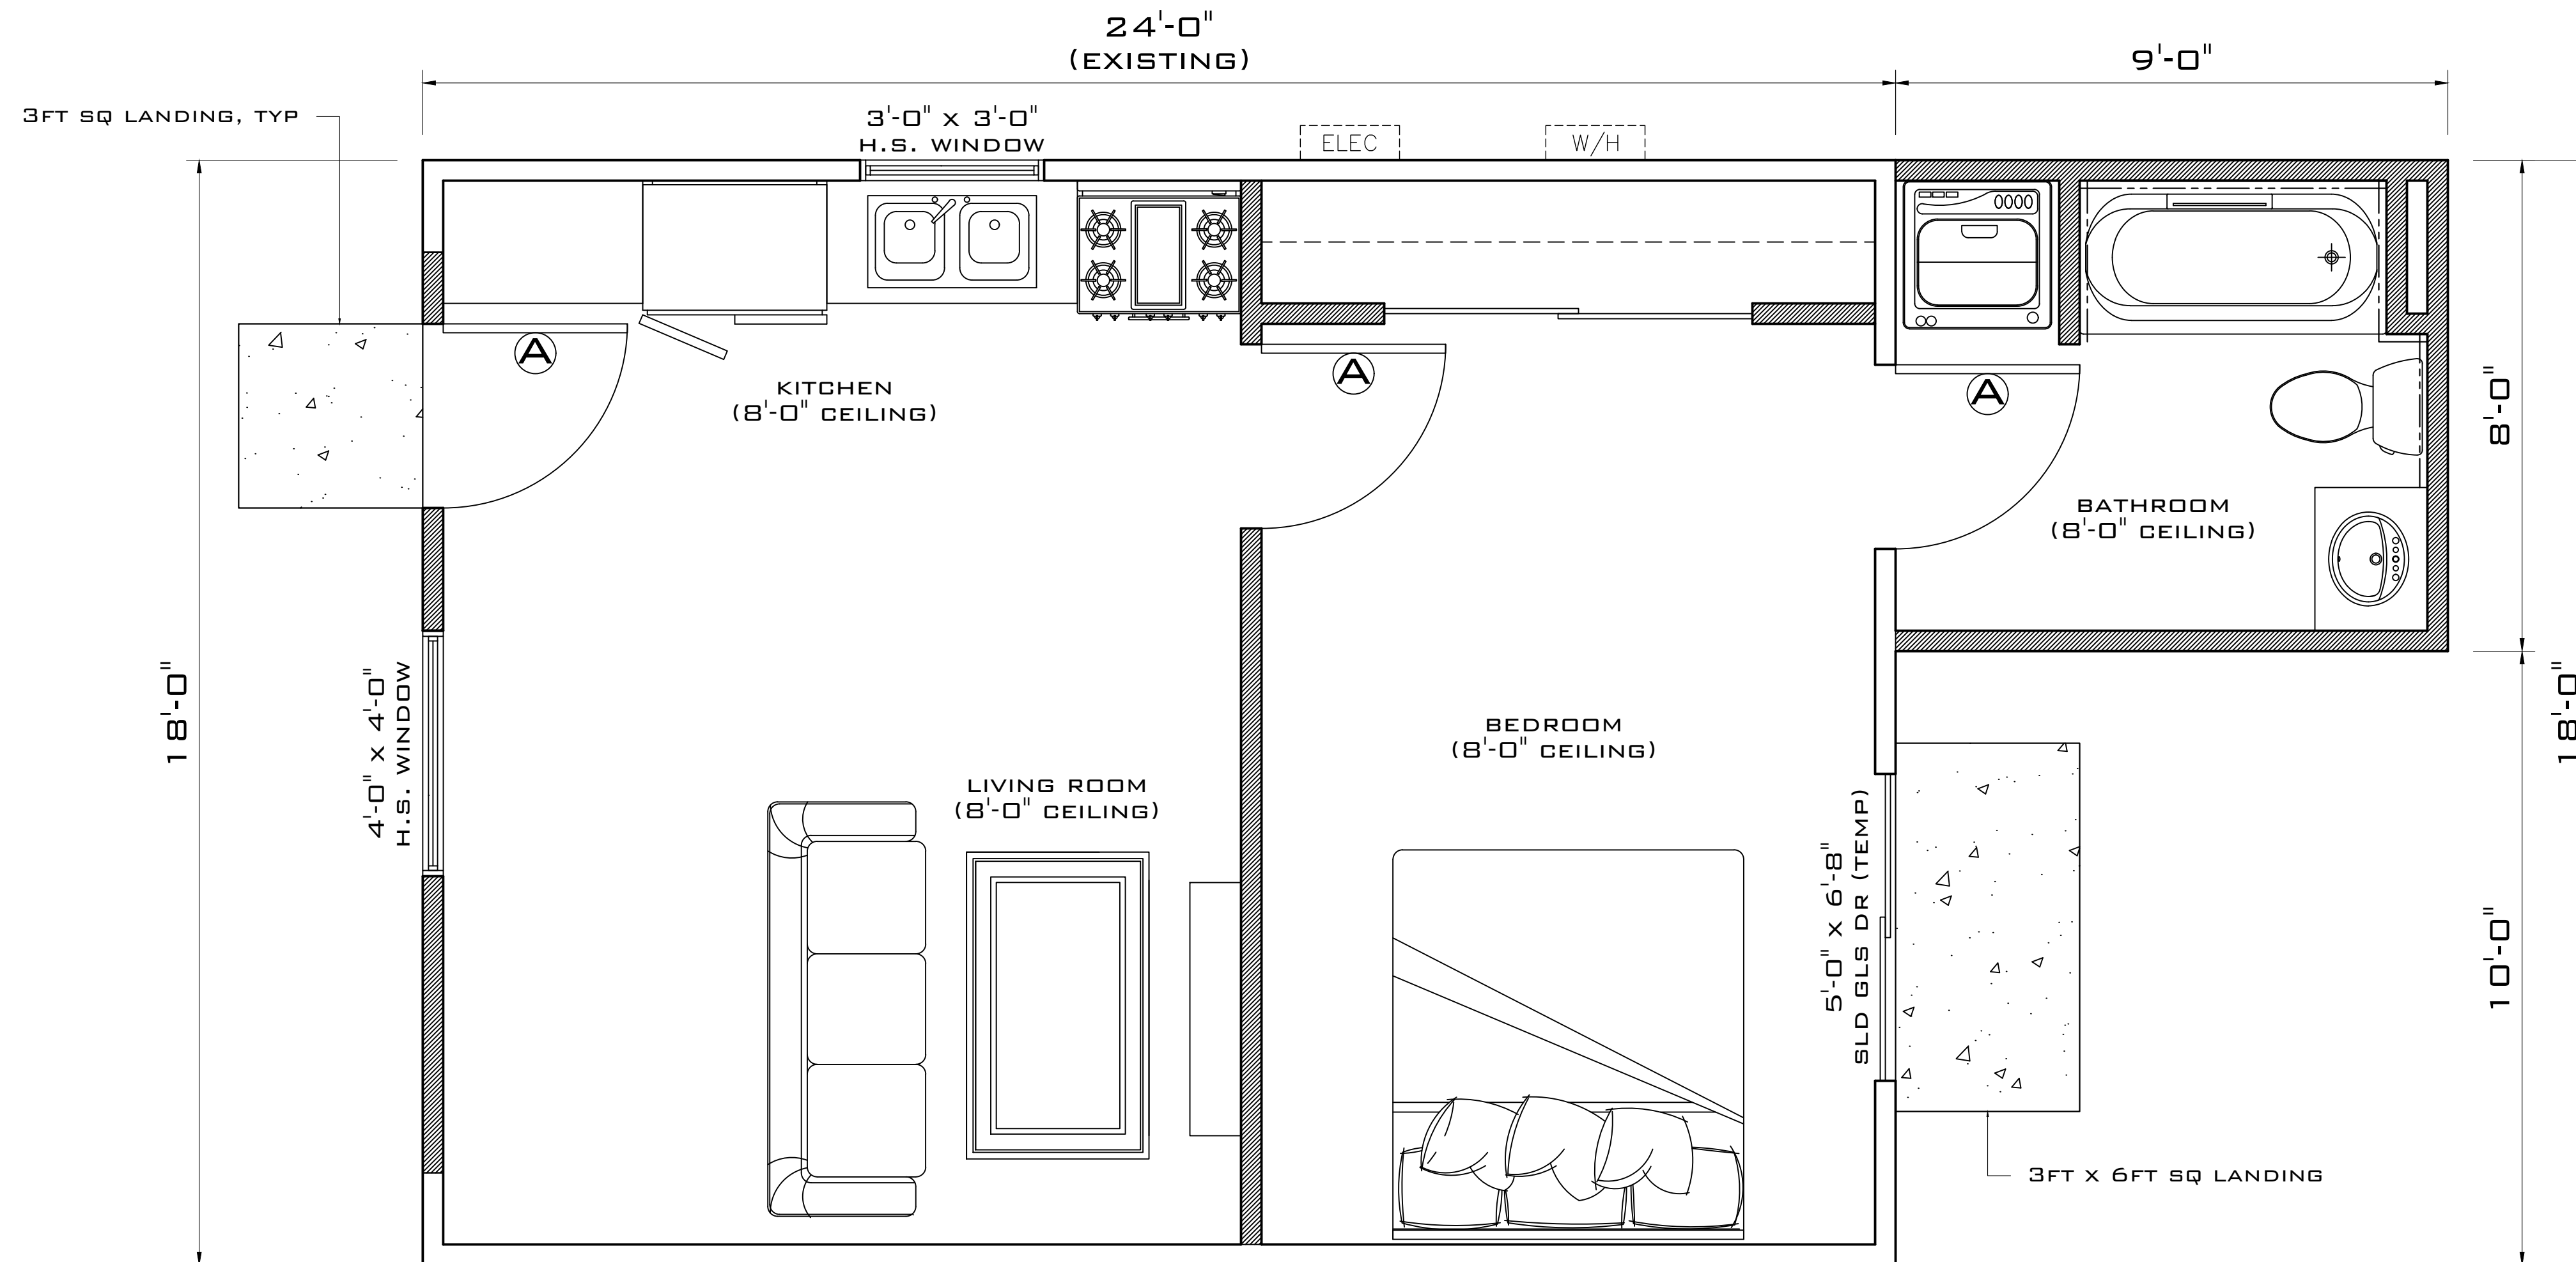 24'-0"
(EXISTING)
9'-0"
3FT SQ LANDING, TYP
3'-0" x 3'-0"
H.S. WINDOW
ELEC
W/H
A
A
A
KITCHEN
(8'-0" CEILING)
8'-0"
BATHROOM
(8'-0" CEILING)
18'-0"
4'-0" x 4'-0"
H.S. WINDOW
BEDROOM
(8'-0" CEILING)
18'-0"
LIVING ROOM
(8'-0" CEILING)
5'-0" x 6'-8"
SLD GLS DR (TEMP)
10'-0"
3FT x 6FT SQ LANDING